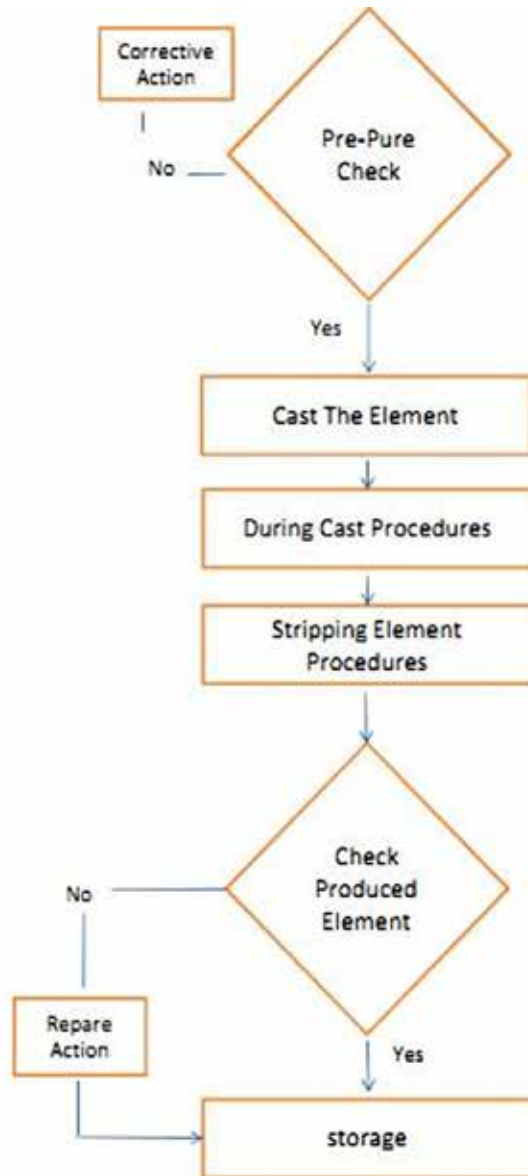 Corrective
Action
Pre-Pure
Check
No
Yes
Cast The Element
During Cast Procedures
Stripping Element
Procedures
Check
Produced
Element
No
Repare
Action
Yes
storage